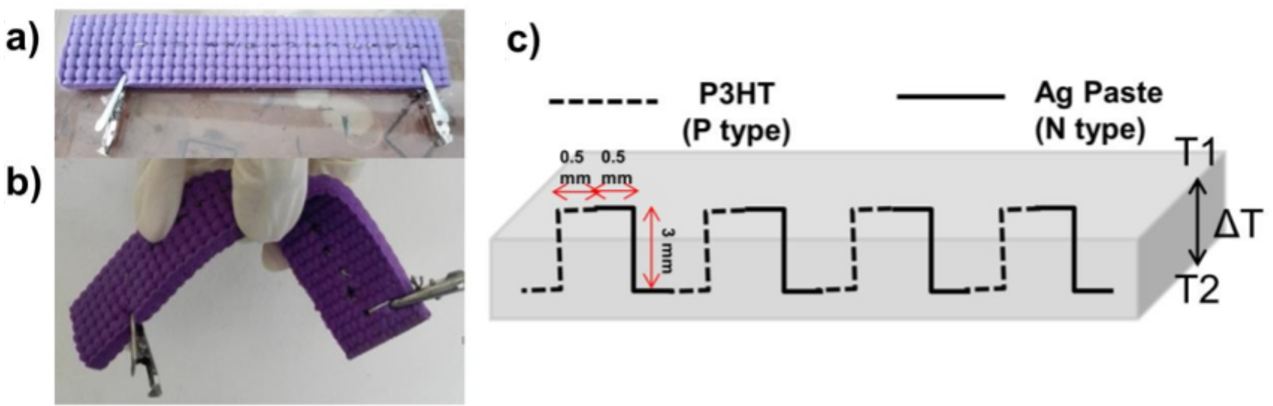 a)
b)
c)
P3HT
(P type)
Ag Paste
(N type)
0.5
mm
0.5
mm
3 mm
T1
ΔT
T2